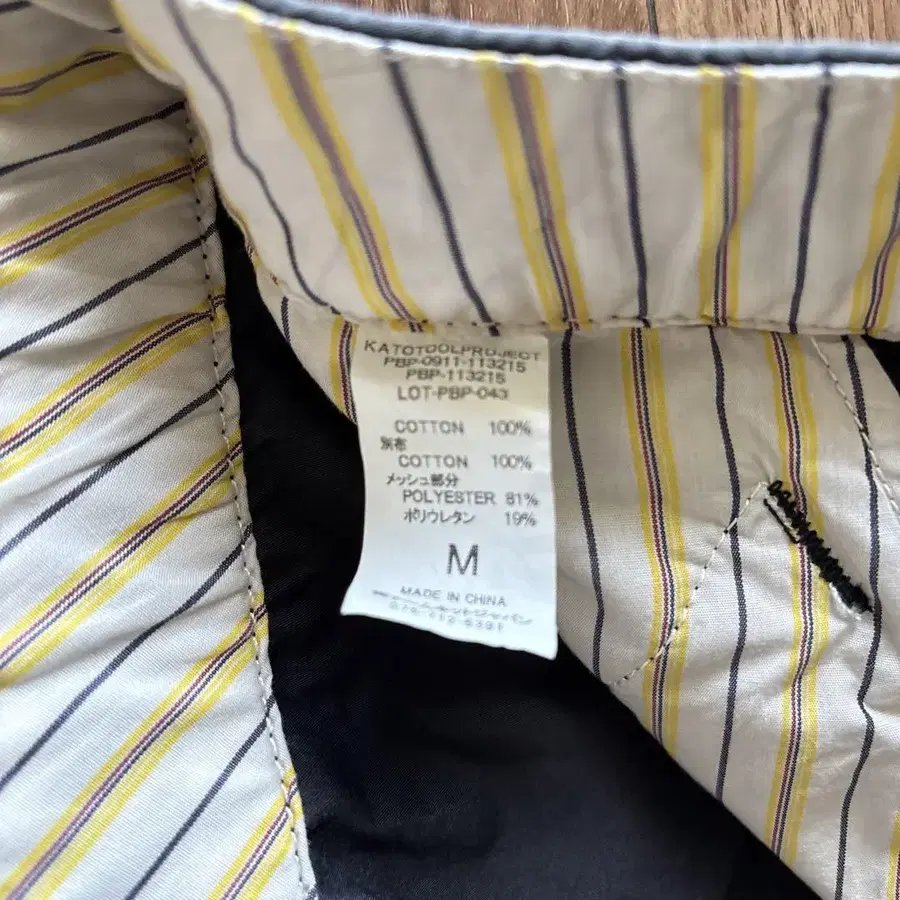 KATOTOOLPROJECT
PBP-0911-113215
PBP-113215
LOT-PBP-043
COTTON 100%
別布
COTTON 100%
メッシュ部分
POLYESTER 81%
ポリウレタン 19%
M
MADE IN CHINA